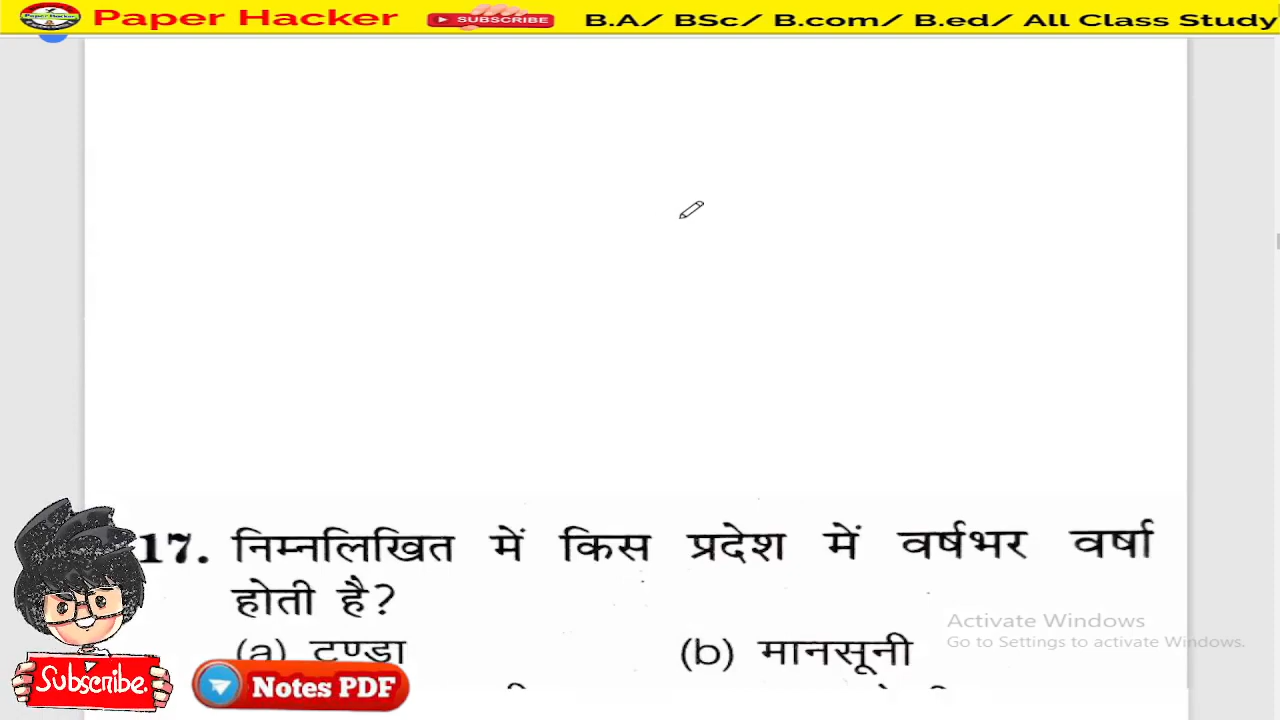 Paper Hacker SUBSCRIBE B.A/ BSc/ B.com/ B.ed/ All Class Study
17. निम्नलिखित में किस प्रदेश में वर्षभर वर्षा
होती है?
(a) टुण्डा (b) मानसूनी
Activate Windows
Go to Settings to activate Windows.
Subscribe.
Notes PDF